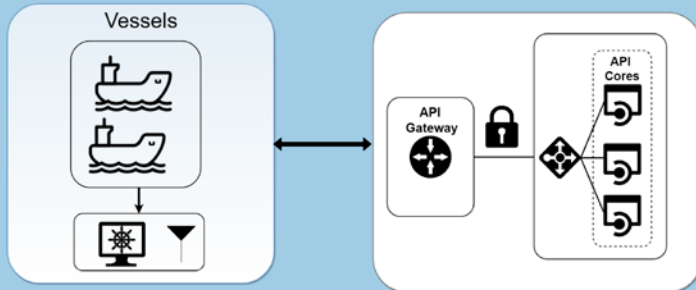 Vessels
API
Gateway
API
Cores